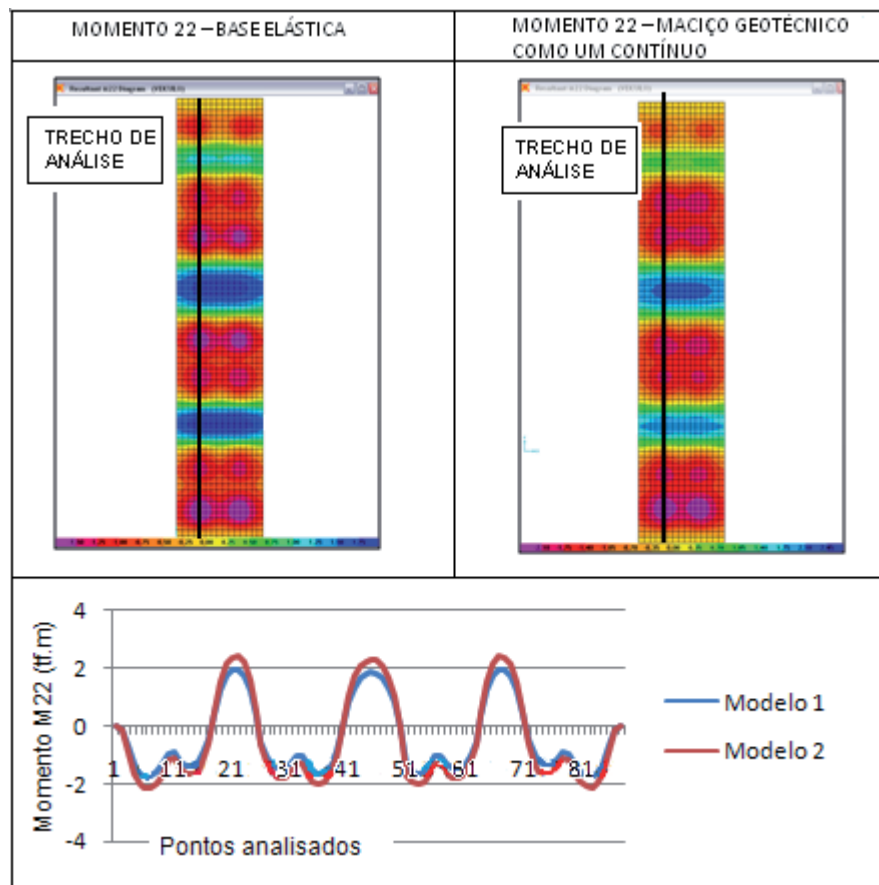 MOMENTO 22 – BASE ELÁSTICA
MOMENTO 22 – MACIÇO GEOTÉCNICO
COMO UM CONTÍNUO
TRECHO DE
ANÁLISE
TRECHO DE
ANÁLISE
Momento M22 (tf.m)
4
2
0
-2
-4
1
11
21
31
41
51
61
71
81
Pontos analisados
Modelo 1
Modelo 2